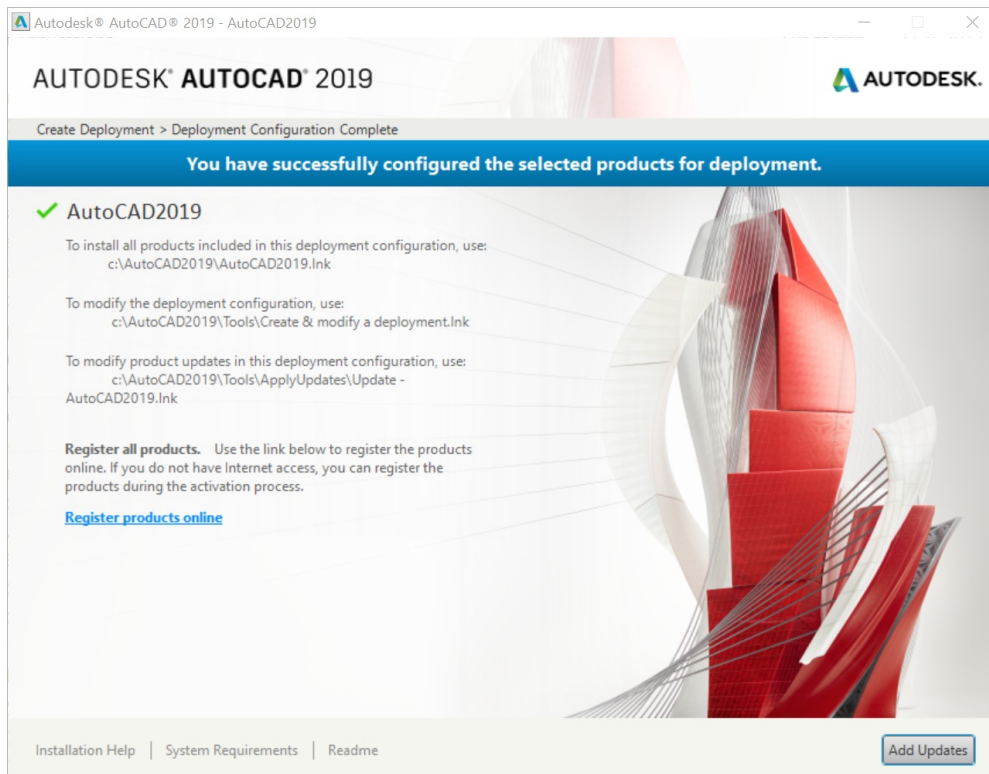 Autodesk® AutoCAD® 2019 - AutoCAD2019
AUTODESK® AUTOCAD® 2019
AUTODESK.
Create Deployment > Deployment Configuration Complete
You have successfully configured the selected products for deployment.
AutoCAD2019
To install all products included in this deployment configuration, use:
c:\AutoCAD2019\AutoCAD2019.lnk
To modify the deployment configuration, use:
c:\AutoCAD2019\Tools\Create & modify a deployment.lnk
To modify product updates in this deployment configuration, use:
c:\AutoCAD2019\Tools\ApplyUpdates\Update -
AutoCAD2019.lnk
Register all products. Use the link below to register the products
online. If you do not have Internet access, you can register the
products during the activation process.
Register products online
Installation Help | System Requirements | Readme
Add Updates